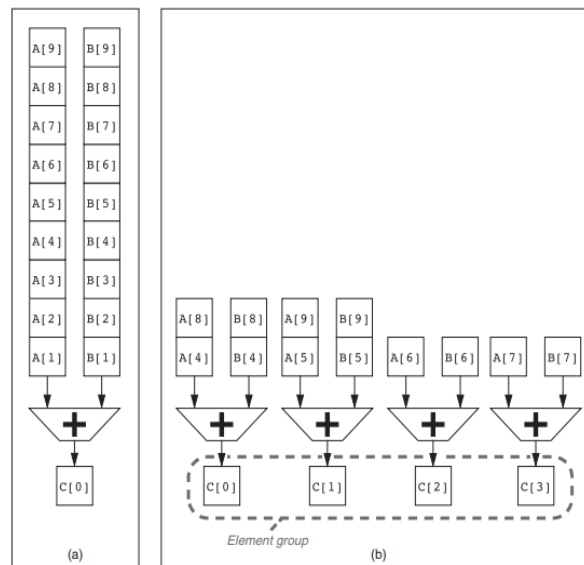 A[9] B[9]
A[8] B[8]
A[7] B[7]
A[6] B[6]
A[5] B[5]
A[4] B[4]
A[3] B[3]
A[2] B[2]
A[1] B[1]
+
C[0]
(a)
A[8] B[8] A[9] B[9]
A[4] B[4] A[5] B[5] A[6] B[6] A[7] B[7]
+ + + +
C[0] C[1] C[2] C[3]
Element group
(b)